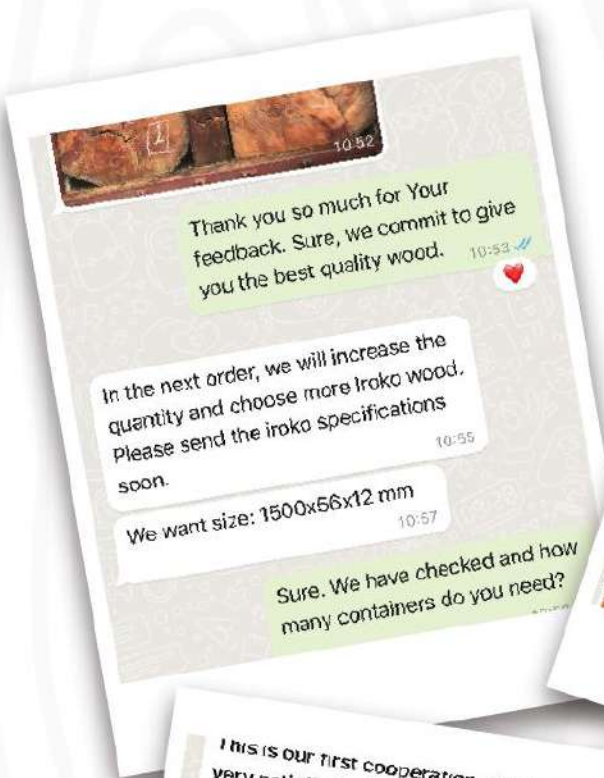 10:52
Thank you so much for Your
feedback. Sure, we commit to give
you the best quality wood. 10:53
In the next order, we will increase the
quantity and choose more Iroko wood.
Please send the iroko specifications
soon. 10:55
We want size: 1500x56x12 mm
10:57
Sure. We have checked and how
many containers do you need?
This is our first cooperation
very